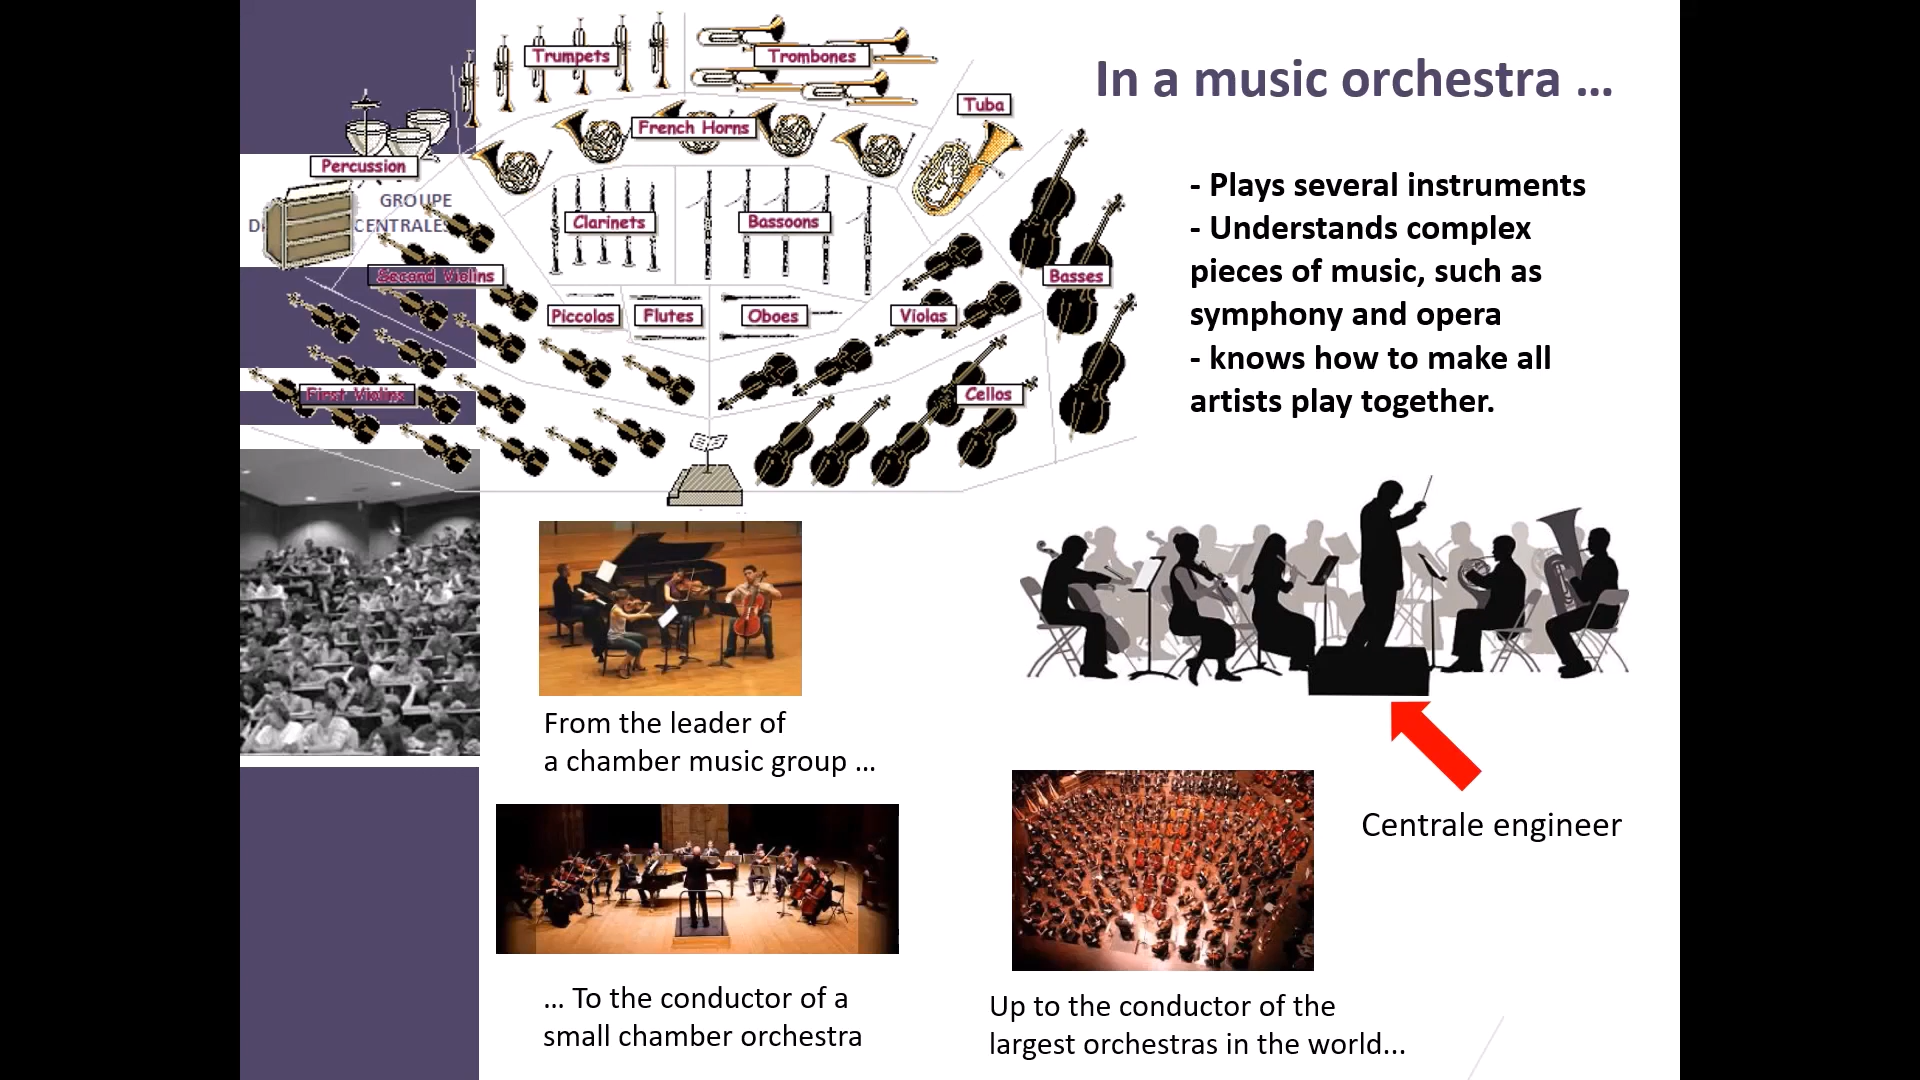 In a music orchestra ...
Trumpets
Trombones
Tuba
French Horns
Percussion
GROUPE
CENTRALES
Clarinets
Bassoons
Second Violins
Basses
Piccolos
Flutes
Oboes
Violas
First Violins
Cellos
- Plays several instruments
- Understands complex
pieces of music, such as
symphony and opera
- knows how to make all
artists play together.
From the leader of
a chamber music group ...
Centrale engineer
... To the conductor of a
small chamber orchestra
Up to the conductor of the
largest orchestras in the world...